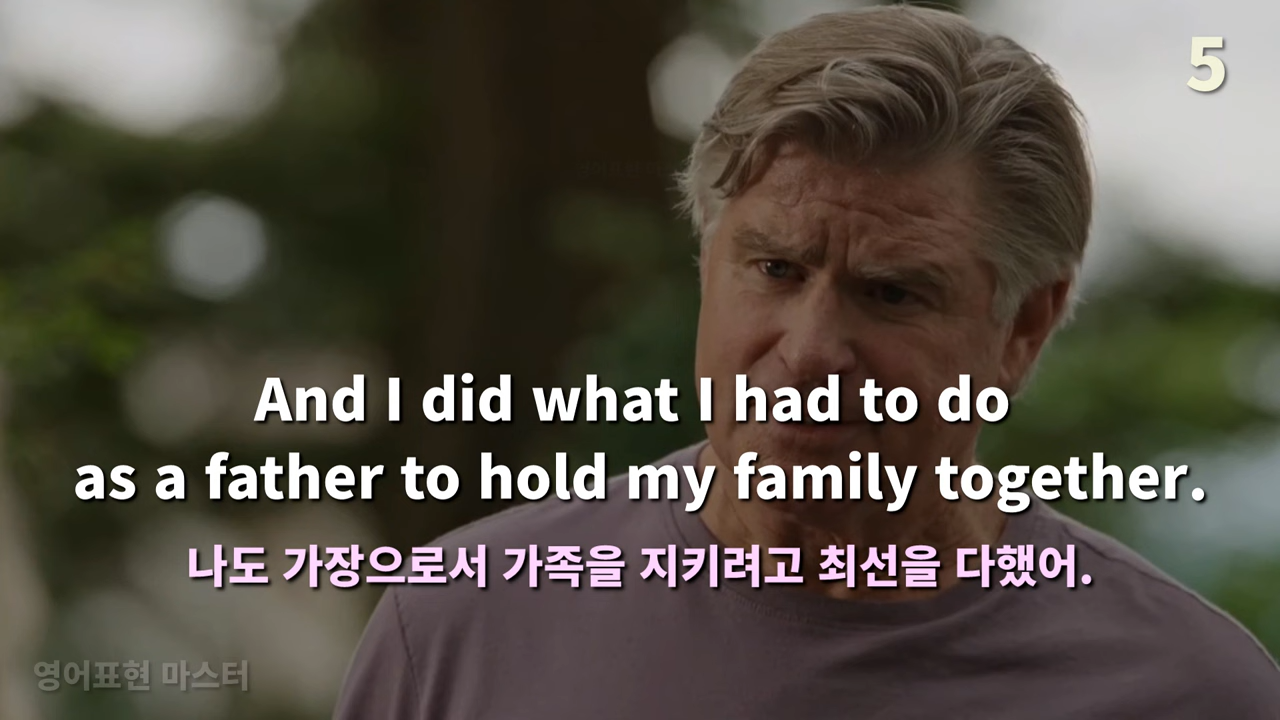 5
And I did what I had to do
as a father to hold my family together.
나도 가장으로서 가족을 지키려고 최선을 다했어.
영어표현 마스터